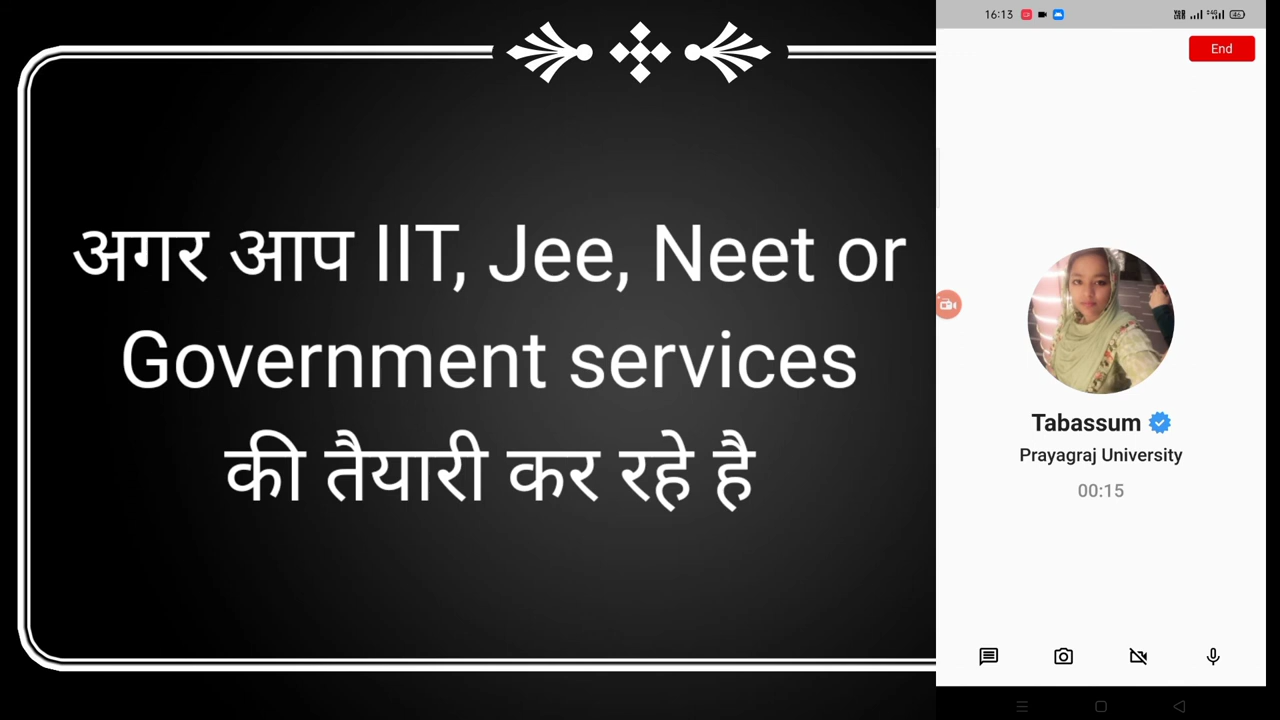 अगर आप IIT, Jee, Neet or
Government services
की तैयारी कर रहे है
16:13
End
Tabassum
Prayagraj University
00:15